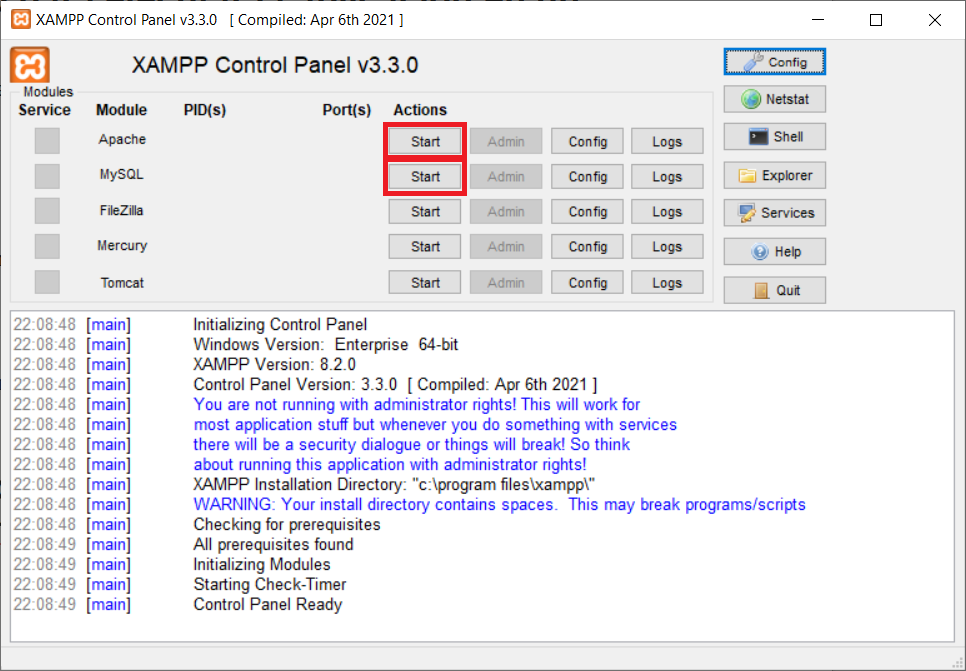 XAMPP Control Panel v3.3.0 [ Compiled: Apr 6th 2021 ]
XAMPP Control Panel v3.3.0
Config
Modules
Service Module PID(s) Port(s) Actions
Netstat
Apache Start Admin Config Logs
Shell
MySQL Start Admin Config Logs
Explorer
FileZilla Start Admin Config Logs
Services
Mercury Start Admin Config Logs
Help
Tomcat Start Admin Config Logs
Quit
22:08:48 [main] Initializing Control Panel
22:08:48 [main] Windows Version: Enterprise 64-bit
22:08:48 [main] XAMPP Version: 8.2.0
22:08:48 [main] Control Panel Version: 3.3.0 [ Compiled: Apr 6th 2021 ]
22:08:48 [main] You are not running with administrator rights! This will work for
22:08:48 [main] most application stuff but whenever you do something with services
22:08:48 [main] there will be a security dialogue or things will break! So think
22:08:48 [main] about running this application with administrator rights!
22:08:48 [main] XAMPP Installation Directory: "c:\program files\xampp\"
22:08:48 [main] WARNING: Your install directory contains spaces. This may break programs/scripts
22:08:48 [main] Checking for prerequisites
22:08:49 [main] All prerequisites found
22:08:49 [main] Initializing Modules
22:08:49 [main] Starting Check-Timer
22:08:49 [main] Control Panel Ready